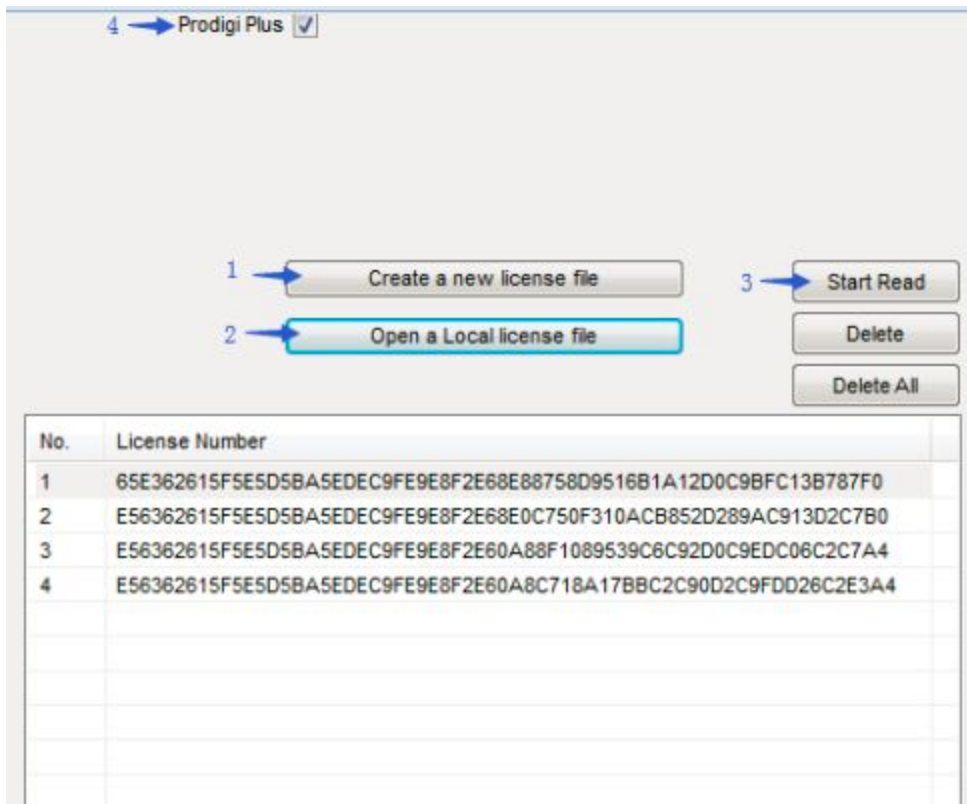 4 Prodigi Plus
1 Create a new license file
3 Start Read
2 Open a Local license file
Delete
Delete All
No. License Number
1 65E362615F5E5D5BA5EDEC9FE9E8F2E68E88758D9516B1A12D0C9BFC13B787F0
2 E56362615F5E5D5BA5EDEC9FE9E8F2E68E0C750F310ACB852D289AC913D2C7B0
3 E56362615F5E5D5BA5EDEC9FE9E8F2E60A88F1089539C6C92D0C9EDC06C2C7A4
4 E56362615F5E5D5BA5EDEC9FE9E8F2E60A8C718A17BBC2C90D2C9FDD26C2E3A4